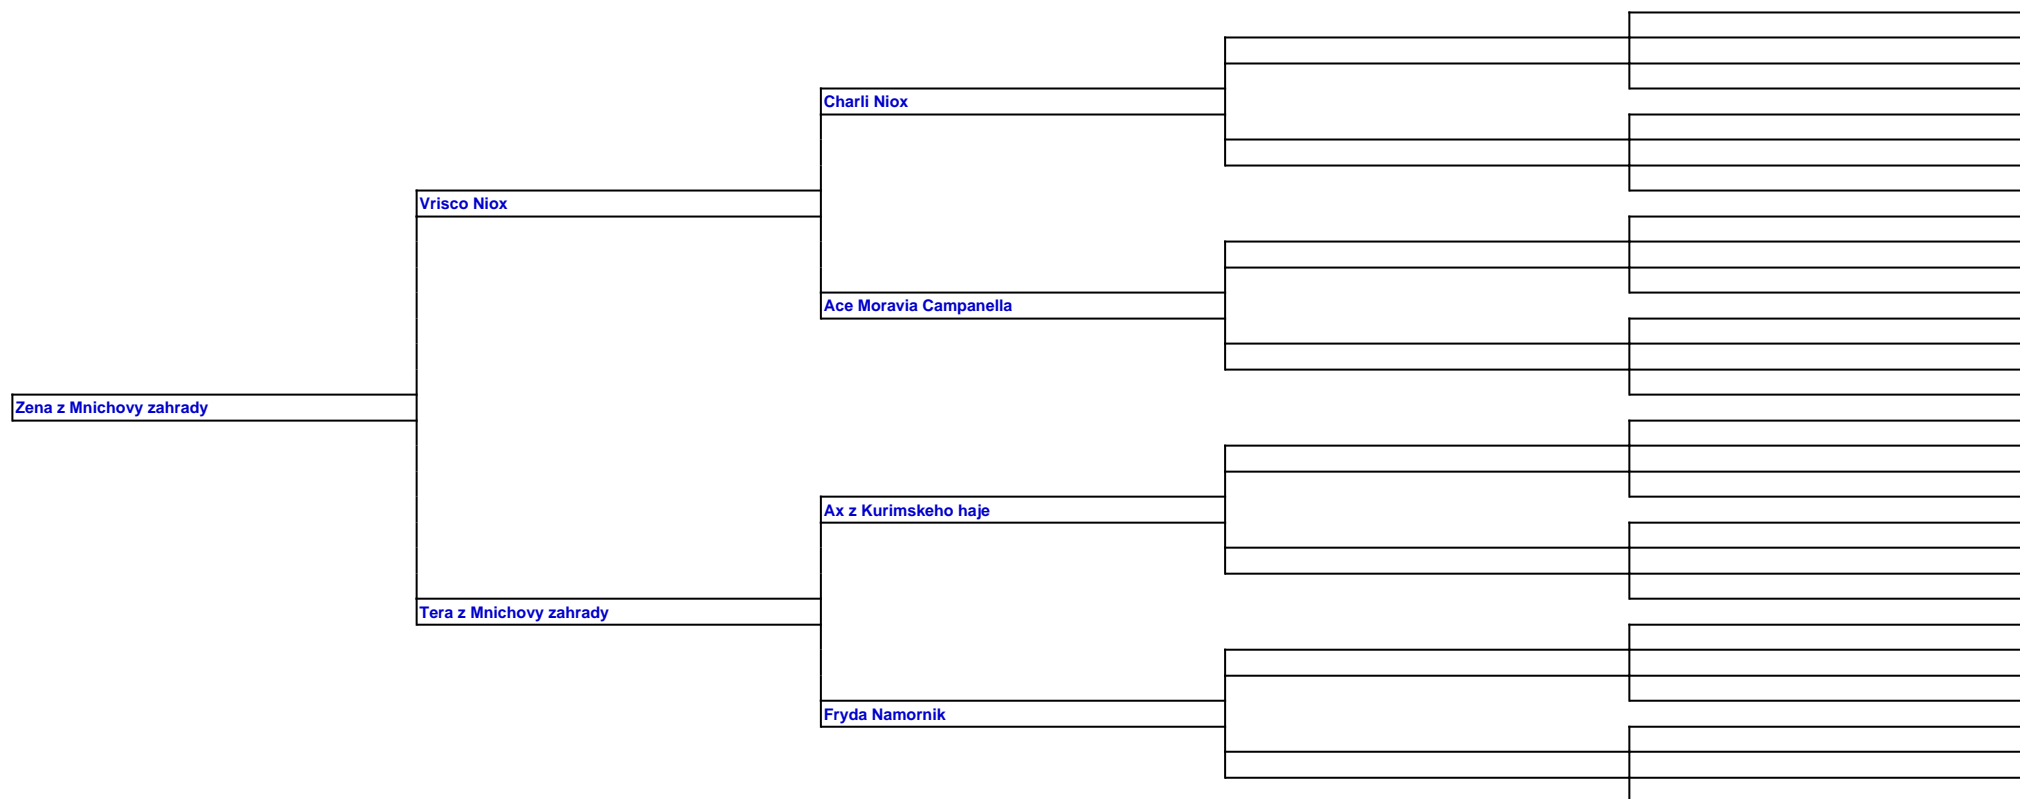 Charli Niox
Vrisco Niox
Ace Moravia Campanella
Zena z Mnichovy zahrady
Ax z Kurimskeho haje
Tera z Mnichovy zahrady
Fryda Namornik